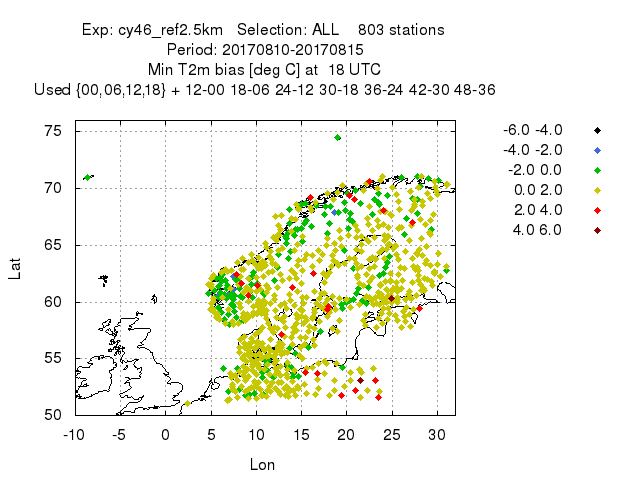 Exp: cy46_ref2.5km   Selection: ALL    803 stations
Period: 20170810-20170815
Min T2m bias [deg C] at  18 UTC
Used {00,06,12,18} + 12-00 18-06 24-12 30-18 36-24 42-30 48-36
-6.0 -4.0
-4.0 -2.0
-2.0 0.0
0.0 2.0
2.0 4.0
4.0 6.0
75
70
65
60
55
50
Lat
-10 -5 0 5 10 15 20 25 30
Lon